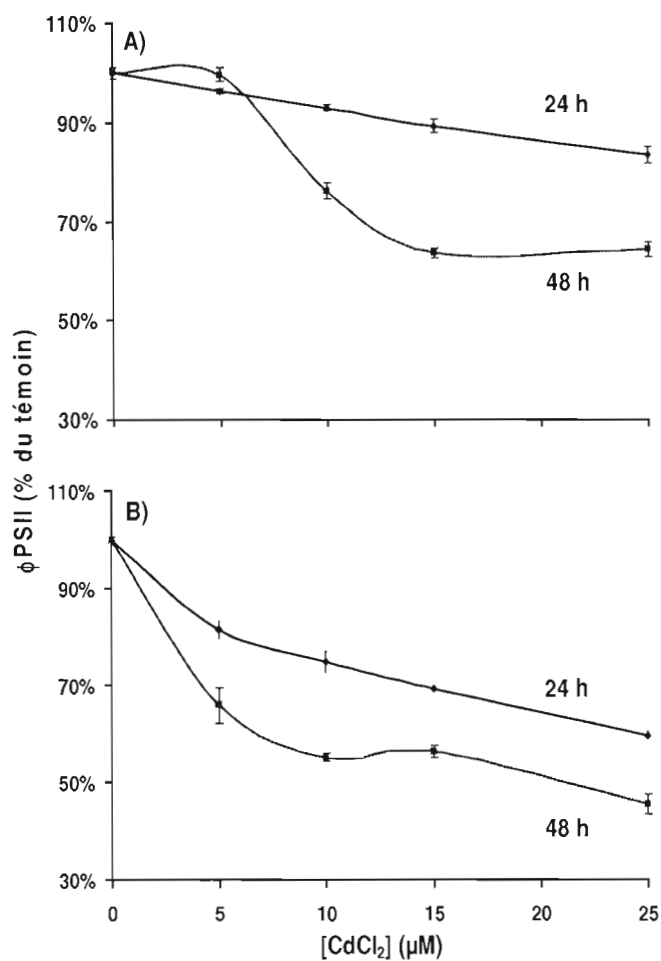 110%
A)
24 h
90%
70%
48 h
50%
30%
ϕPSII (% du témoin)
110%
B)
90%
70%
24 h
50%
48 h
30%
0 5 10 15 20 25
[CdCl₂] (µM)